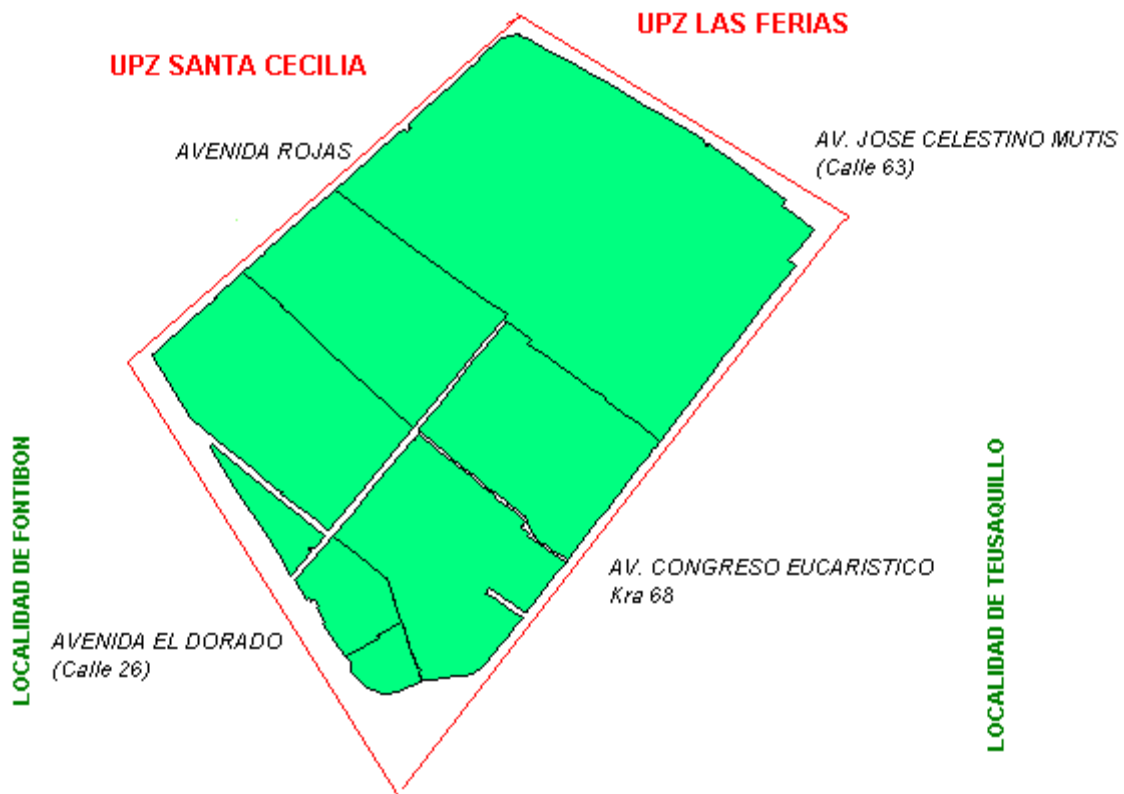 UPZ LAS FERIAS
UPZ SANTA CECILIA
AVENIDA ROJAS
AV. JOSE CELESTINO MUTIS
(Calle 63)
LOCALIDAD DE FONTIBON
LOCALIDAD DE TEUSAQUILLO
AV. CONGRESO EUCARISTICO
Kra 68
AVENIDA EL DORADO
(Calle 26)